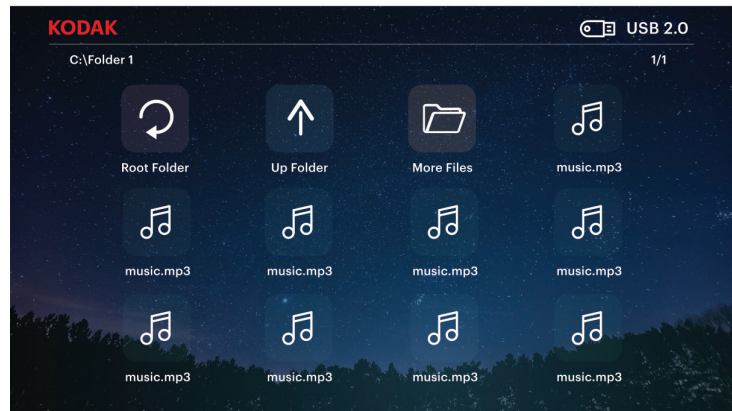 KODAK
USB 2.0
C:\Folder 1
1/1
Root Folder
Up Folder
More Files
music.mp3
music.mp3
music.mp3
music.mp3
music.mp3
music.mp3
music.mp3
music.mp3
music.mp3